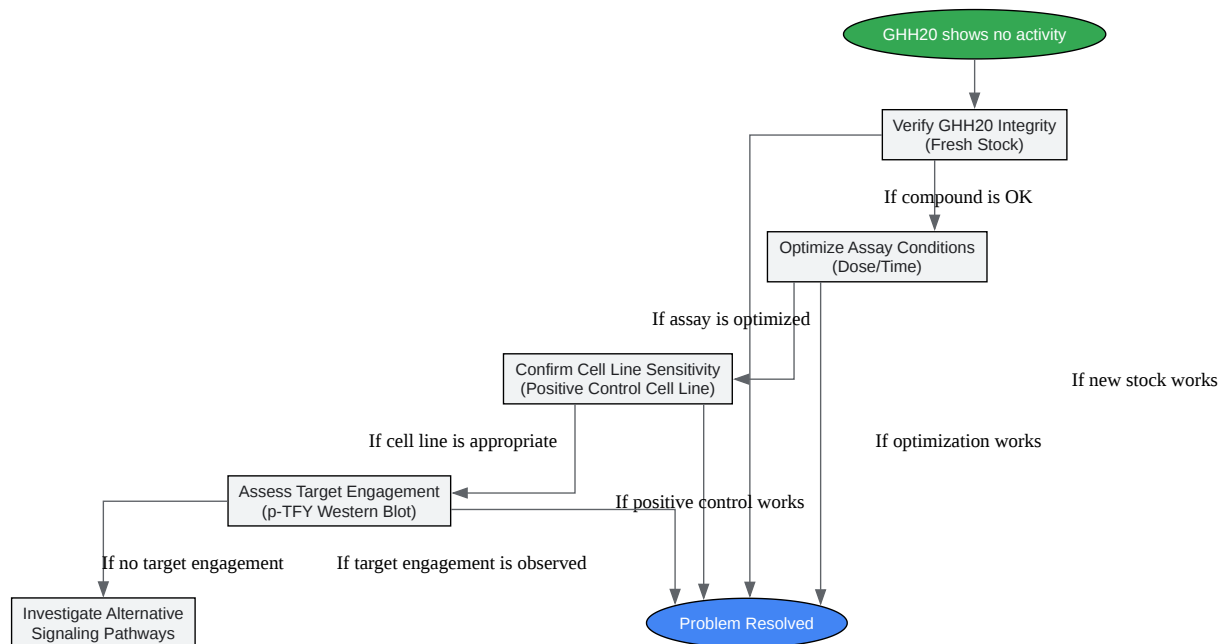 GHH20 shows no activity
Verify GHH20 Integrity
(Fresh Stock)
If compound is OK
Optimize Assay Conditions
(Dose/Time)
If assay is optimized
Confirm Cell Line Sensitivity
(Positive Control Cell Line)
If new stock works
If cell line is appropriate
If optimization works
Assess Target Engagement
(p-TFY Western Blot)
If positive control works
If no target engagement
If target engagement is observed
Investigate Alternative
Signaling Pathways
Problem Resolved